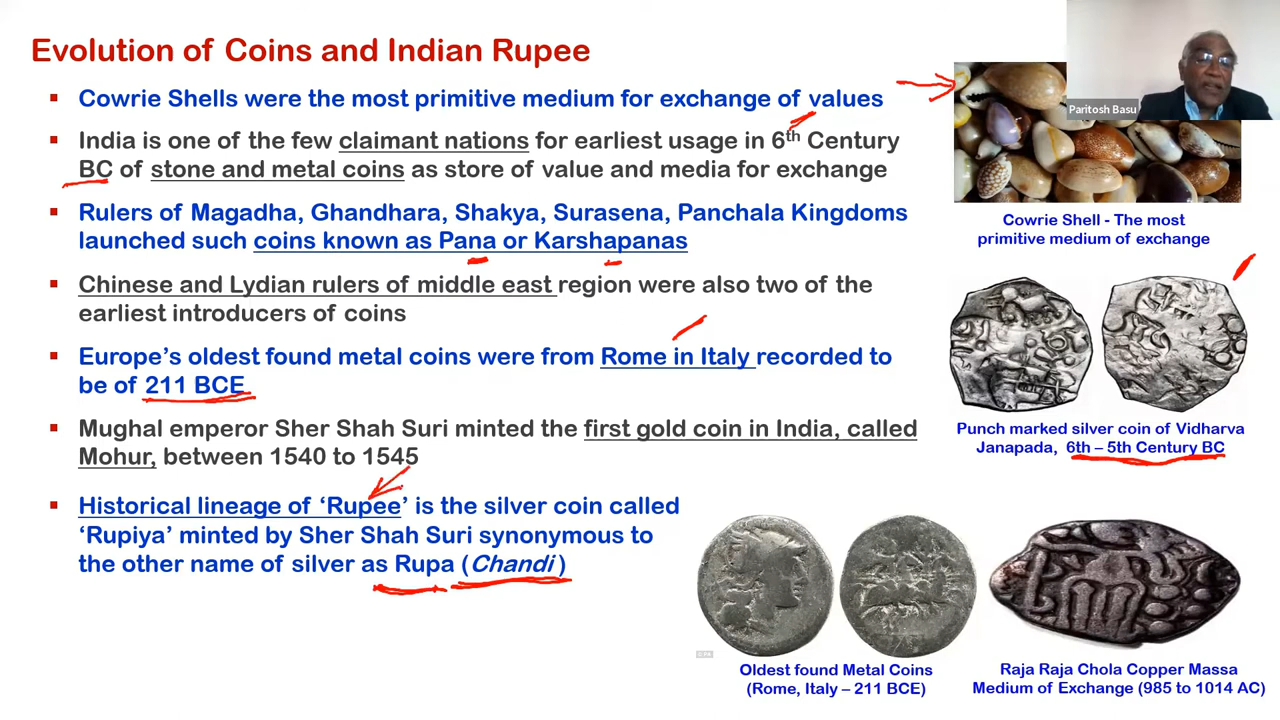 Evolution of Coins and Indian Rupee
▪ Cowrie Shells were the most primitive medium for exchange of values
▪ India is one of the few claimant nations for earliest usage in 6th Century
BC of stone and metal coins as store of value and media for exchange
▪ Rulers of Magadha, Ghandhara, Shakya, Surasena, Panchala Kingdoms
launched such coins known as Pana or Karshapanas
▪ Chinese and Lydian rulers of middle east region were also two of the
earliest introducers of coins
▪ Europe's oldest found metal coins were from Rome in Italy recorded to
be of 211 BCE
▪ Mughal emperor Sher Shah Suri minted the first gold coin in India, called
Mohur, between 1540 to 1545
▪ Historical lineage of 'Rupee' is the silver coin called
'Rupiya' minted by Sher Shah Suri synonymous to
the other name of silver as Rupa (Chandi )
Paritosh Basu
Cowrie Shell - The most
primitive medium of exchange
Punch marked silver coin of Vidharva
Janapada, 6th – 5th Century BC
Oldest found Metal Coins
(Rome, Italy – 211 BCE)
Raja Raja Chola Copper Massa
Medium of Exchange (985 to 1014 AC)